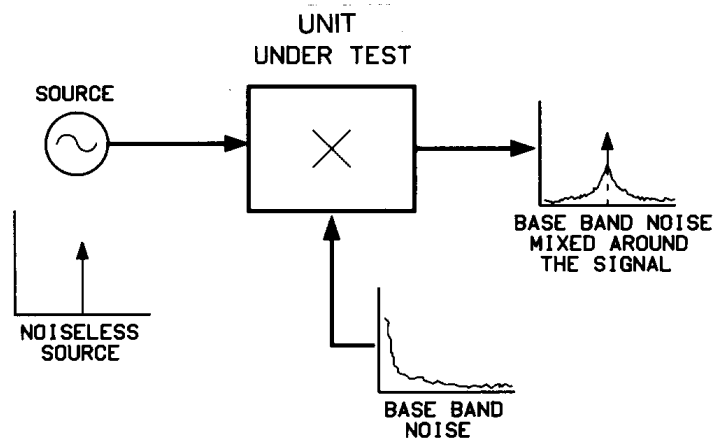 UNIT
UNDER TEST
SOURCE
BASE BAND NOISE
MIXED AROUND
THE SIGNAL
NOISELESS
SOURCE
BASE BAND
NOISE